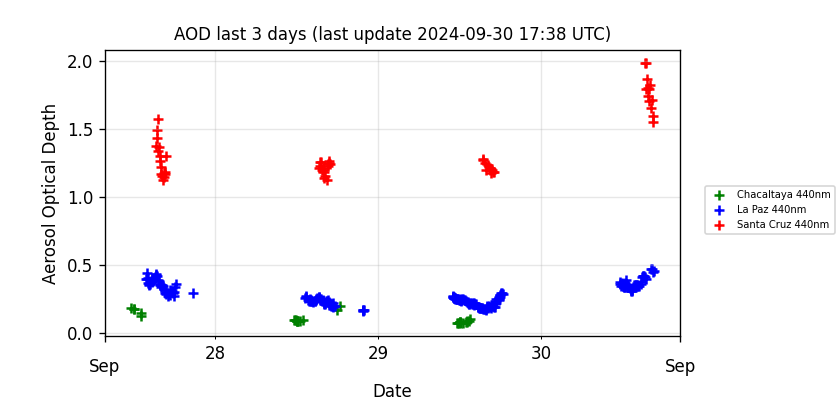 AOD last 3 days (last update 2024-09-30 17:38 UTC)
Aerosol Optical Depth
2.0
1.5
1.0
0.5
0.0
Chacaltaya 440nm
La Paz 440nm
Santa Cruz 440nm
28
29
30
Sep
Sep
Date